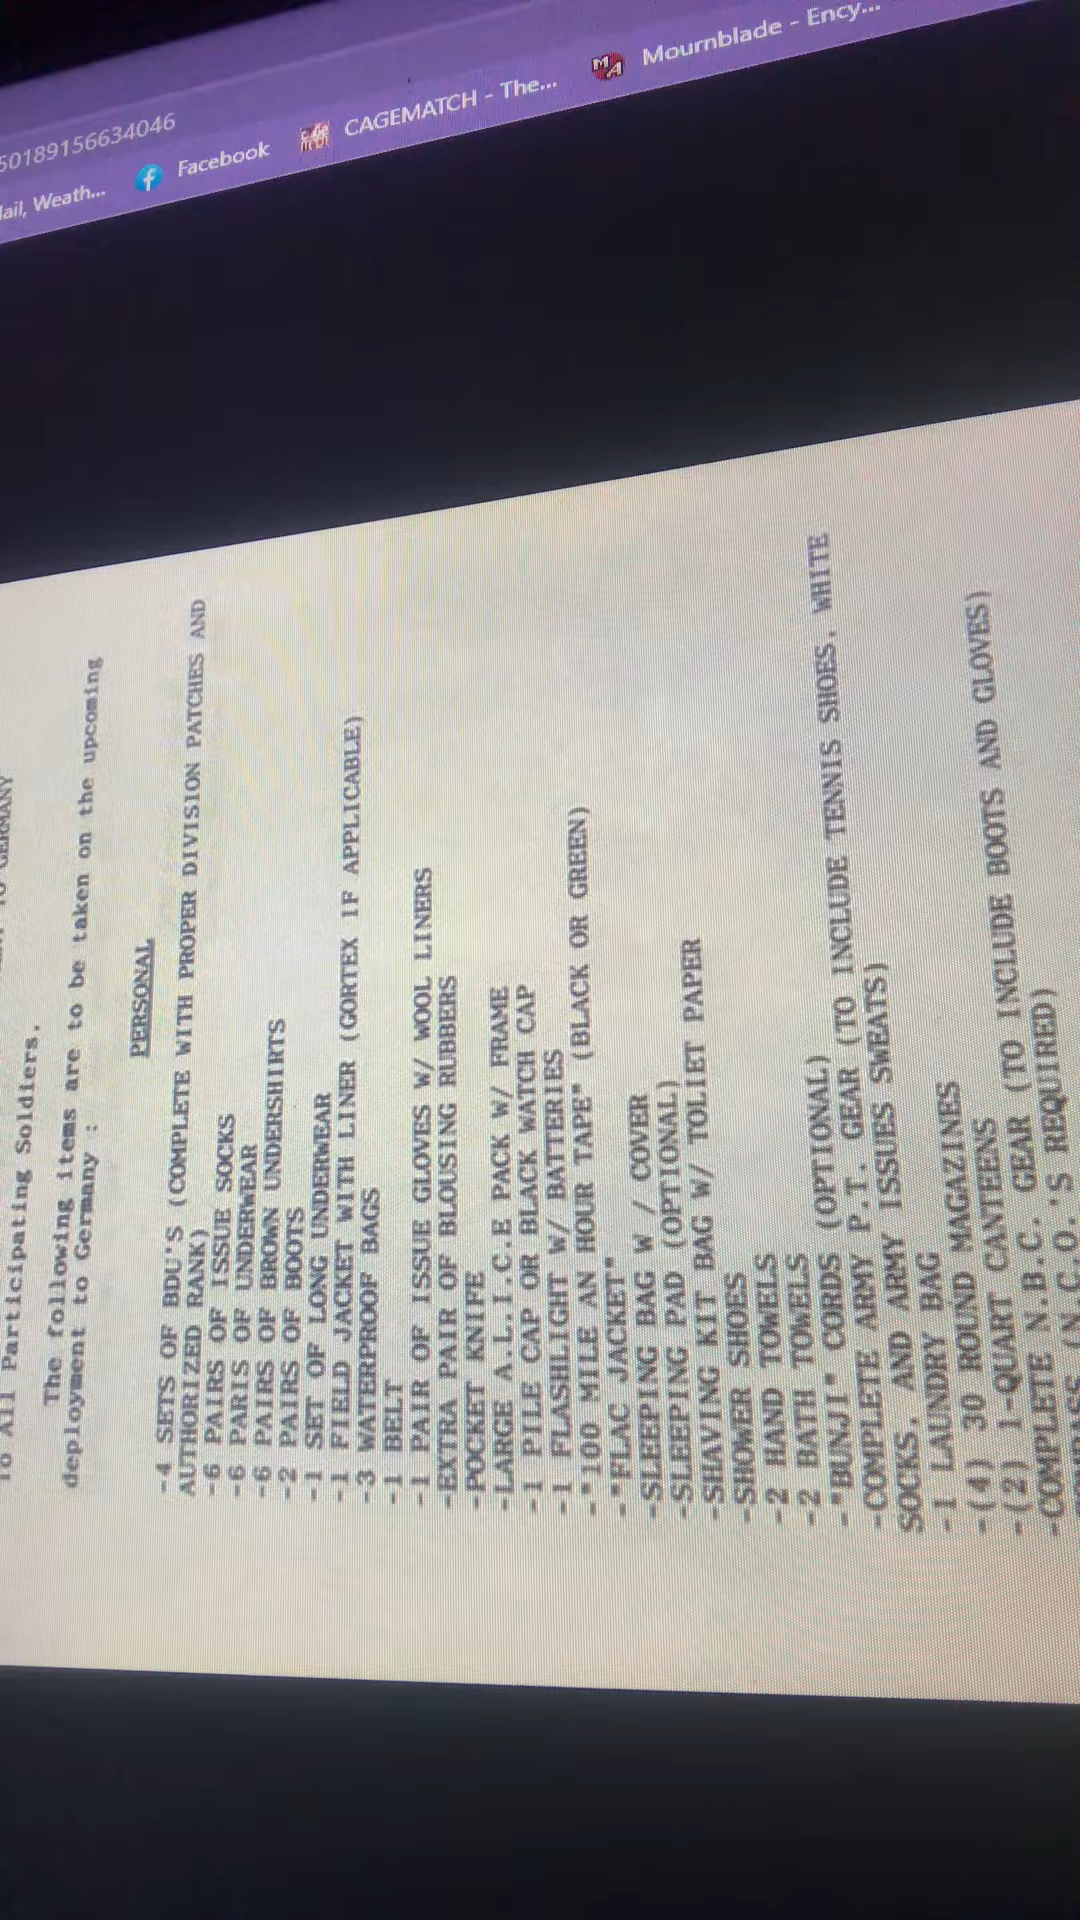 50189156634046
ail, Weath...
Facebook
CAGEMATCH - The...
Mournblade - Ency...
TO GERMANY
To All Participating Soldiers.
The following items are to be taken on the upcoming
deployment to Germany :
PERSONAL
-4 SETS OF BDU'S (COMPLETE WITH PROPER DIVISION PATCHES AND
AUTHORIZED RANK)
-6 PAIRS OF ISSUE SOCKS
-6 PARIS OF UNDERWEAR
-6 PAIRS OF BROWN UNDERSHIRTS
-2 PAIRS OF BOOTS
-1 SET OF LONG UNDERWEAR
-1 FIELD JACKET WITH LINER (GORTEX IF APPLICABLE)
-3 WATERPROOF BAGS
-1 BELT
-1 PAIR OF ISSUE GLOVES W/ WOOL LINERS
-EXTRA PAIR OF BLOUSING RUBBERS
-POCKET KNIFE
-LARGE A.L.I.C.E PACK W/ FRAME
-1 PILE CAP OR BLACK WATCH CAP
-1 FLASHLIGHT W/ BATTERIES
-"100 MILE AN HOUR TAPE" (BLACK OR GREEN)
-"FLAC JACKET"
-SLEEPING BAG W / COVER
-SLEEPING PAD (OPTIONAL)
-SHAVING KIT BAG W/ TOLIET PAPER
-SHOWER SHOES
-2 HAND TOWELS
-2 BATH TOWELS
-"BUNJI" CORDS (OPTIONAL)
-COMPLETE ARMY P.T. GEAR (TO INCLUDE TENNIS SHOES, WHITE
SOCKS, AND ARMY ISSUES SWEATS)
-1 LAUNDRY BAG
-(4) 30 ROUND MAGAZINES
-(2) 1-QUART CANTEENS
-COMPLETE N.B.C. GEAR (TO INCLUDE BOOTS AND GLOVES)
(N.C.O.'S REQUIRED)